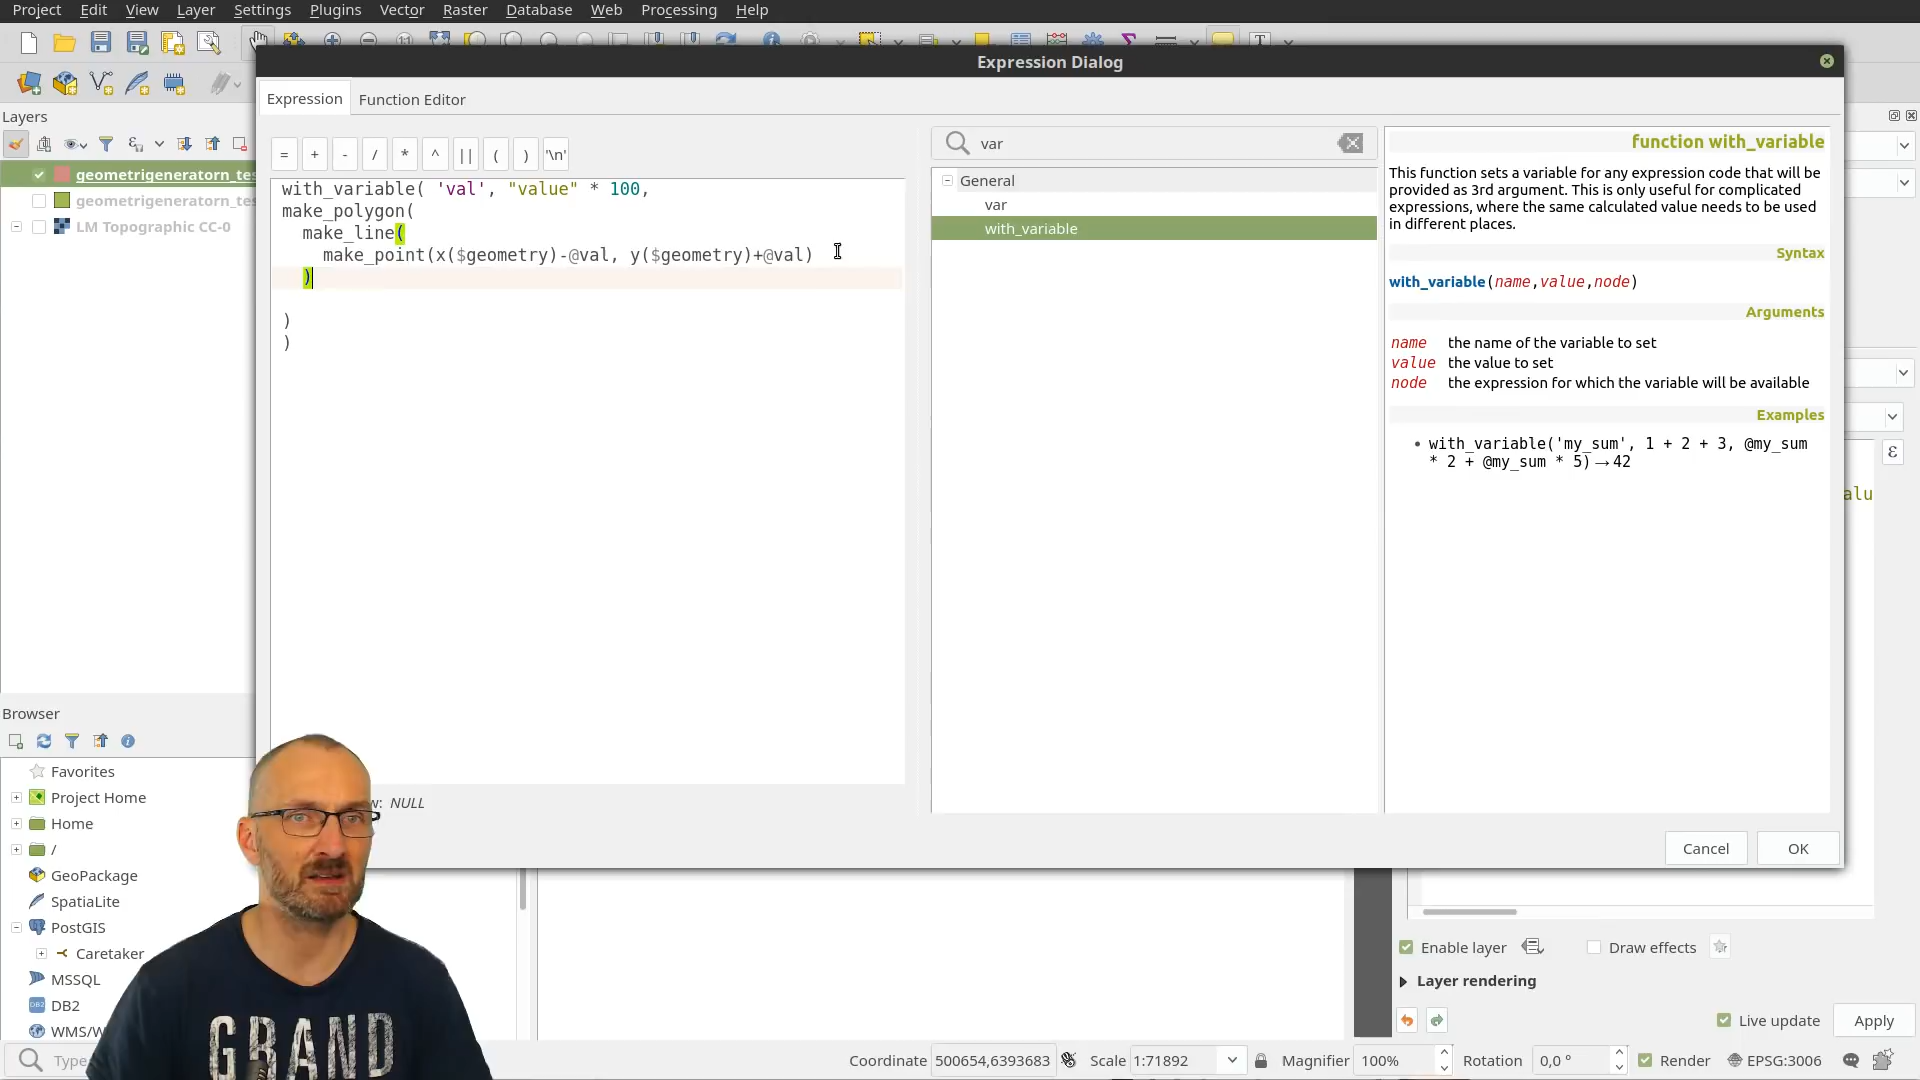 Project Edit View Layer Settings Plugins Vector Raster Database Web Processing Help
Expression Dialog
Expression Function Editor
Layers
= + - / * ^ || ( ) '\n'
var
function with_variable
geometrigeneratorn_tes
geometrigeneratorn_tes
LM Topographic CC-0
with_variable( 'val', "value" * 100,
make_polygon(
make_line(
make_point(x($geometry)-@val, y($geometry)+@val)
)
)
)
General
var
with_variable
This function sets a variable for any expression code that will be
provided as 3rd argument. This is only useful for complicated
expressions, where the same calculated value needs to be used
in different places.
Syntax
with_variable(name,value,node)
Arguments
name the name of the variable to set
value the value to set
node the expression for which the variable will be available
Examples
• with_variable('my_sum', 1 + 2 + 3, @my_sum
* 2 + @my_sum * 5) → 42
ε
alu
Browser
Favorites
Project Home
Home
/
GeoPackage
SpatiaLite
PostGIS
Caretaker
MSSQL
DB2
WMS/W
w: NULL
Cancel OK
Enable layer Draw effects
Layer rendering
Live update Apply
GRAND
Type
Coordinate 500654,6393683 Scale 1:71892 Magnifier 100% Rotation 0,0 ° Render EPSG:3006